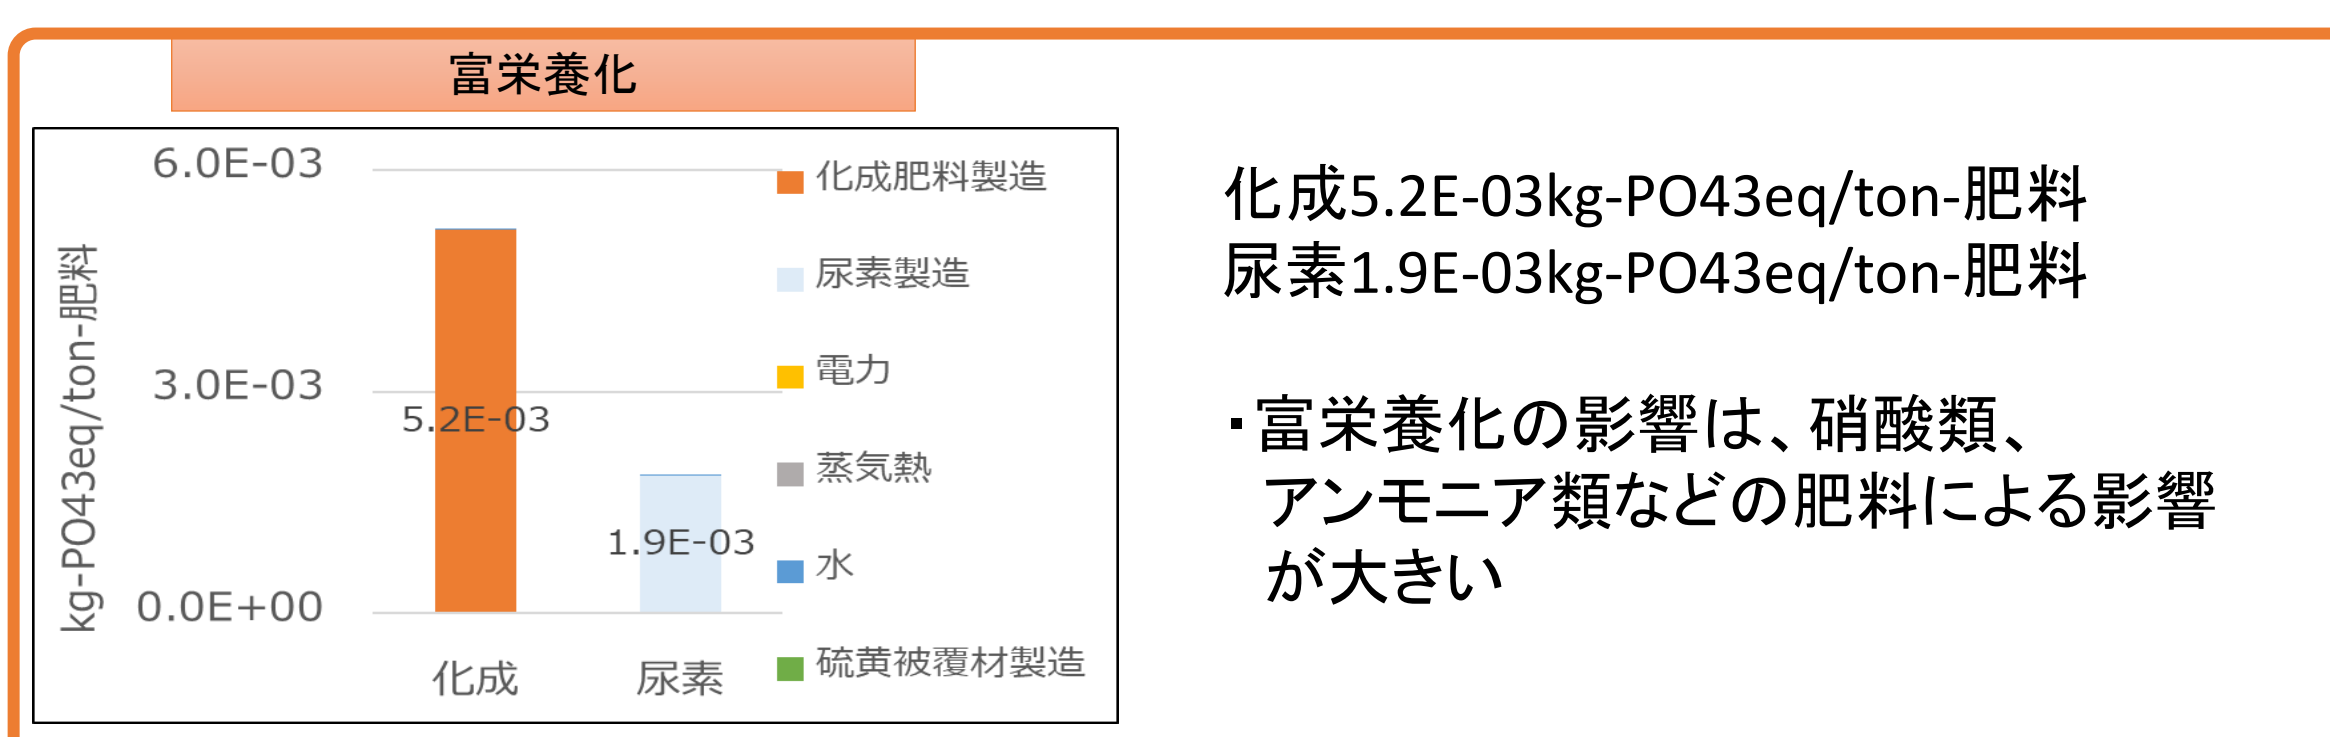 富栄養化
6.0E-03
3.0E-03
0.0E+00
kg-PO43eq/ton-肥料
5.2E-03
1.9E-03
化成
尿素
化成肥料製造
尿素製造
電力
蒸気熱
水
硫黄被覆材製造
化成5.2E-03kg-PO43eq/ton-肥料
尿素1.9E-03kg-PO43eq/ton-肥料
・富栄養化の影響は、硝酸類、
アンモニア類などの肥料による影響
が大きい